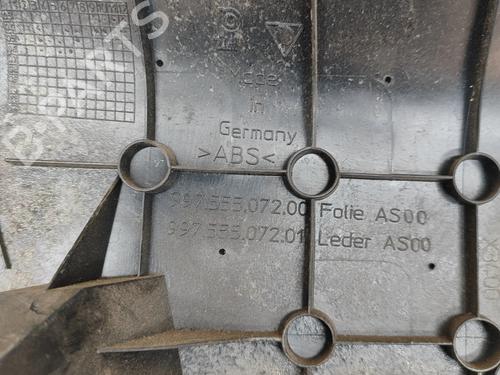 Made
in
Germany
>ABS<
997.555.072.00 Folie AS00
997.555.072.01 Leder AS00